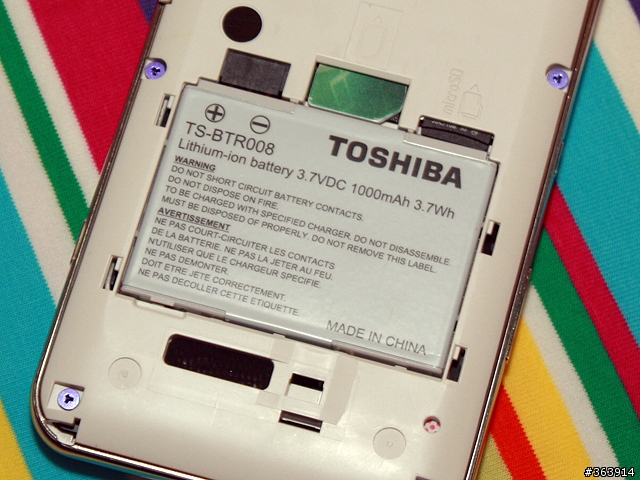 microSD
TS-BTR008
TOSHIBA
Lithium-ion battery 3.7VDC 1000mAh 3.7Wh
WARNING
DO NOT SHORT CIRCUIT BATTERY CONTACTS.
DO NOT DISPOSE ON FIRE.
TO BE CHARGED WITH SPECIFIED CHARGER. DO NOT DISASSEMBLE.
MUST BE DISPOSED OF PROPERLY. DO NOT REMOVE THIS LABEL.
AVERTISSEMENT
NE PAS COURT-CIRCUITER LES CONTACTS
DE LA BATTERIE. NE PAS LA JETER AU FEU.
N'UTILISER QUE LE CHARGEUR SPECIFIE.
NE PAS DEMONTER.
DOIT ETRE JETE CORRECTEMENT.
NE PAS DECOLLER CETTE ETIQUETTE.
MADE IN CHINA
#363914